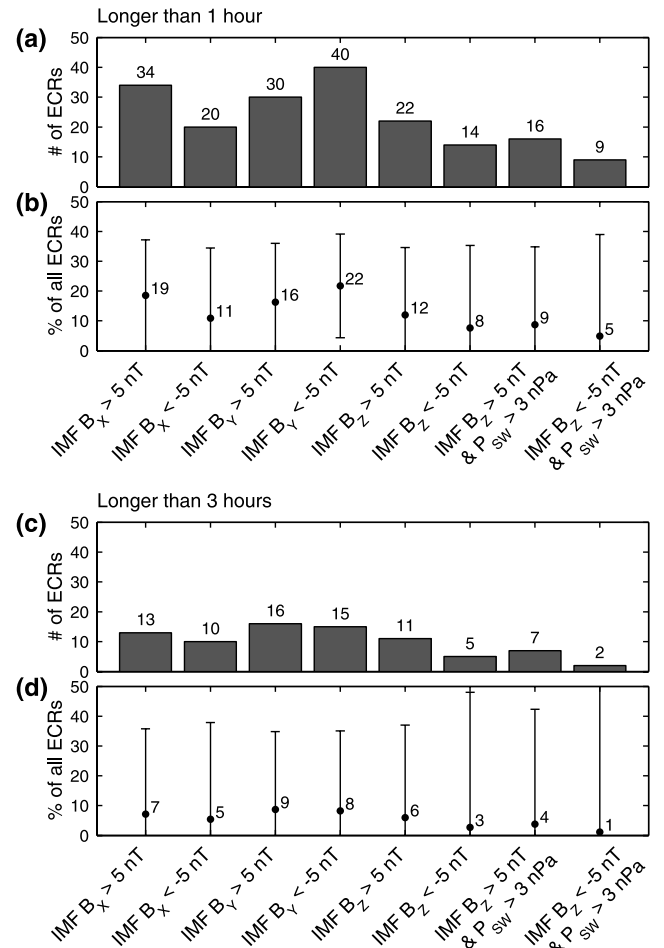 Longer than 1 hour
(a)
# of ECRs
50
40
30
20
10
0
34
20
30
40
22
14
16
9
(b)
% of all ECRs
50
40
30
20
10
0
19
11
16
22
12
8
9
5
IMF BX > 5 nT
IMF BX < -5 nT
IMF BY > 5 nT
IMF BY < -5 nT
IMF BZ > 5 nT
IMF BZ < -5 nT
IMF BZ > 5 nT
& PSW > 3 nPa
IMF BZ < -5 nT
& PSW > 3 nPa
Longer than 3 hours
(c)
# of ECRs
50
40
30
20
10
0
13
10
16
15
11
5
7
2
(d)
% of all ECRs
50
40
30
20
10
0
7
5
9
8
6
3
4
1
IMF BX > 5 nT
IMF BX < -5 nT
IMF BY > 5 nT
IMF BY < -5 nT
IMF BZ > 5 nT
IMF BZ < -5 nT
IMF BZ > 5 nT
& PSW > 3 nPa
IMF BZ < -5 nT
& PSW > 3 nPa